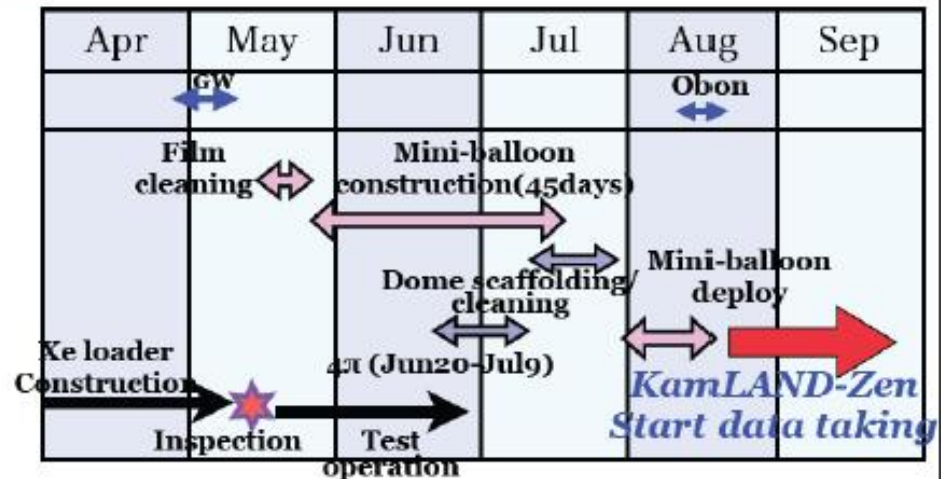 Apr May Jun Jul Aug Sep
GW
Obon
Film
cleaning
Mini-balloon
construction(45days)
Dome scaffolding/
cleaning
Mini-balloon
deploy
4π (Jun20-Jul9)
Xe loader
Construction
Inspection
Test
operation
KamLAND-Zen
Start data taking